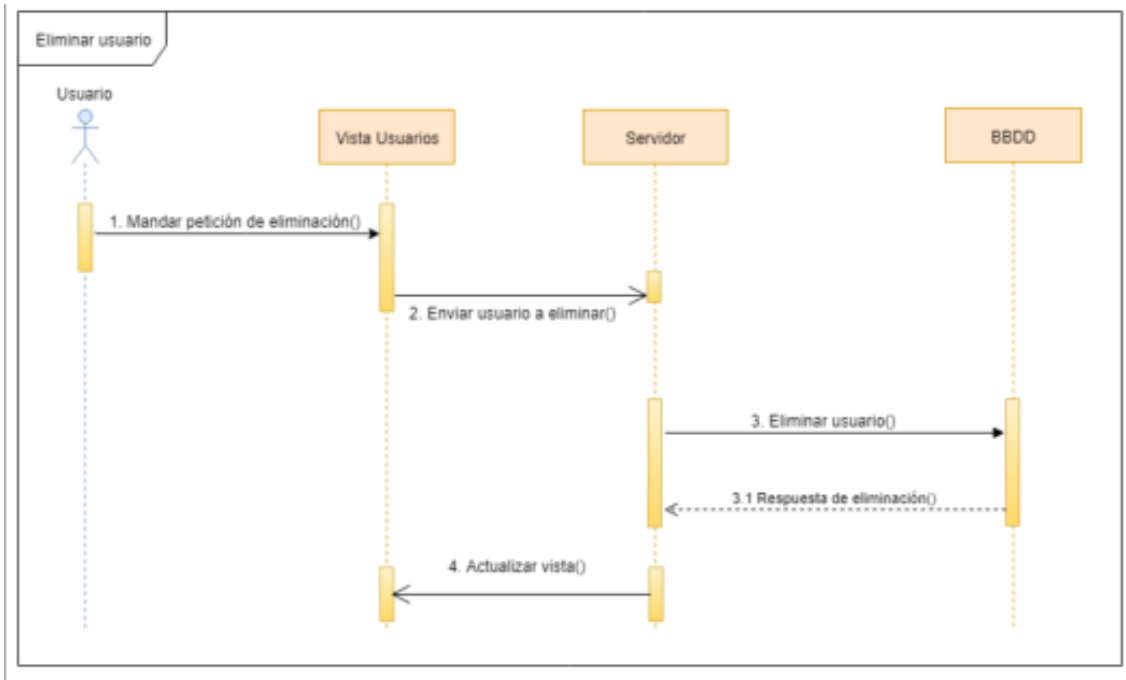 Eliminar usuario
Usuario
Vista Usuarios
Servidor
BBDD
1. Mandar petición de eliminación()
2. Enviar usuario a eliminar()
3. Eliminar usuario()
3.1 Respuesta de eliminación()
4. Actualizar vista()